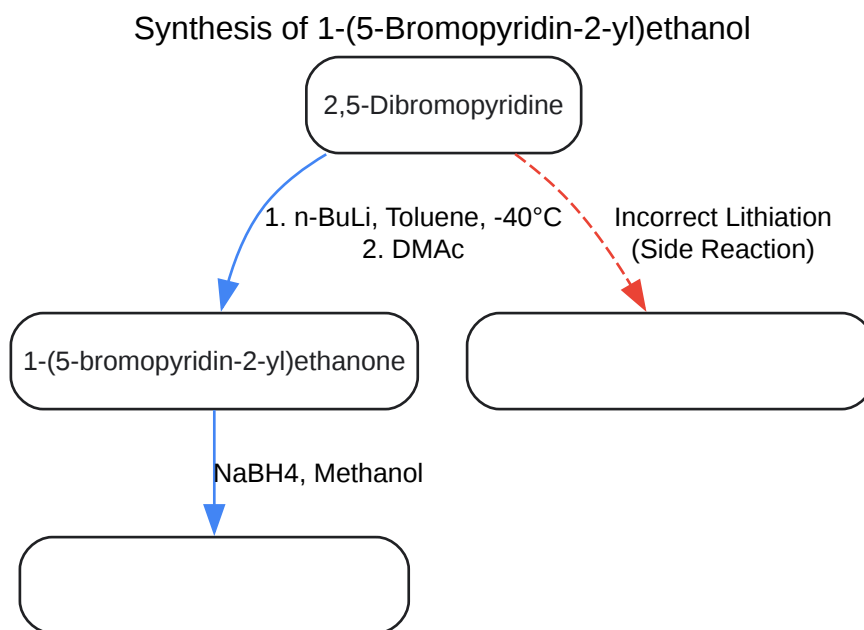 Synthesis of 1-(5-Bromopyridin-2-yl)ethanol
2,5-Dibromopyridine
1. n-BuLi, Toluene, -40°C
2. DMAc
Incorrect Lithiation
(Side Reaction)
1-(5-bromopyridin-2-yl)ethanone
NaBH4, Methanol